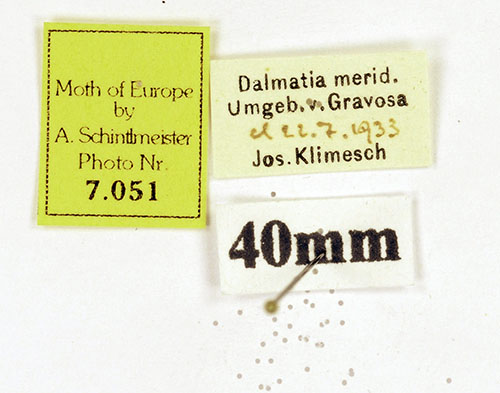 Moth of Europe
by
A. Schintlmeister
Photo Nr.
7.051
Dalmatia merid.
Umgeb. v. Gravosa
el 22.7.1933
Jos. Klimesch
40mm